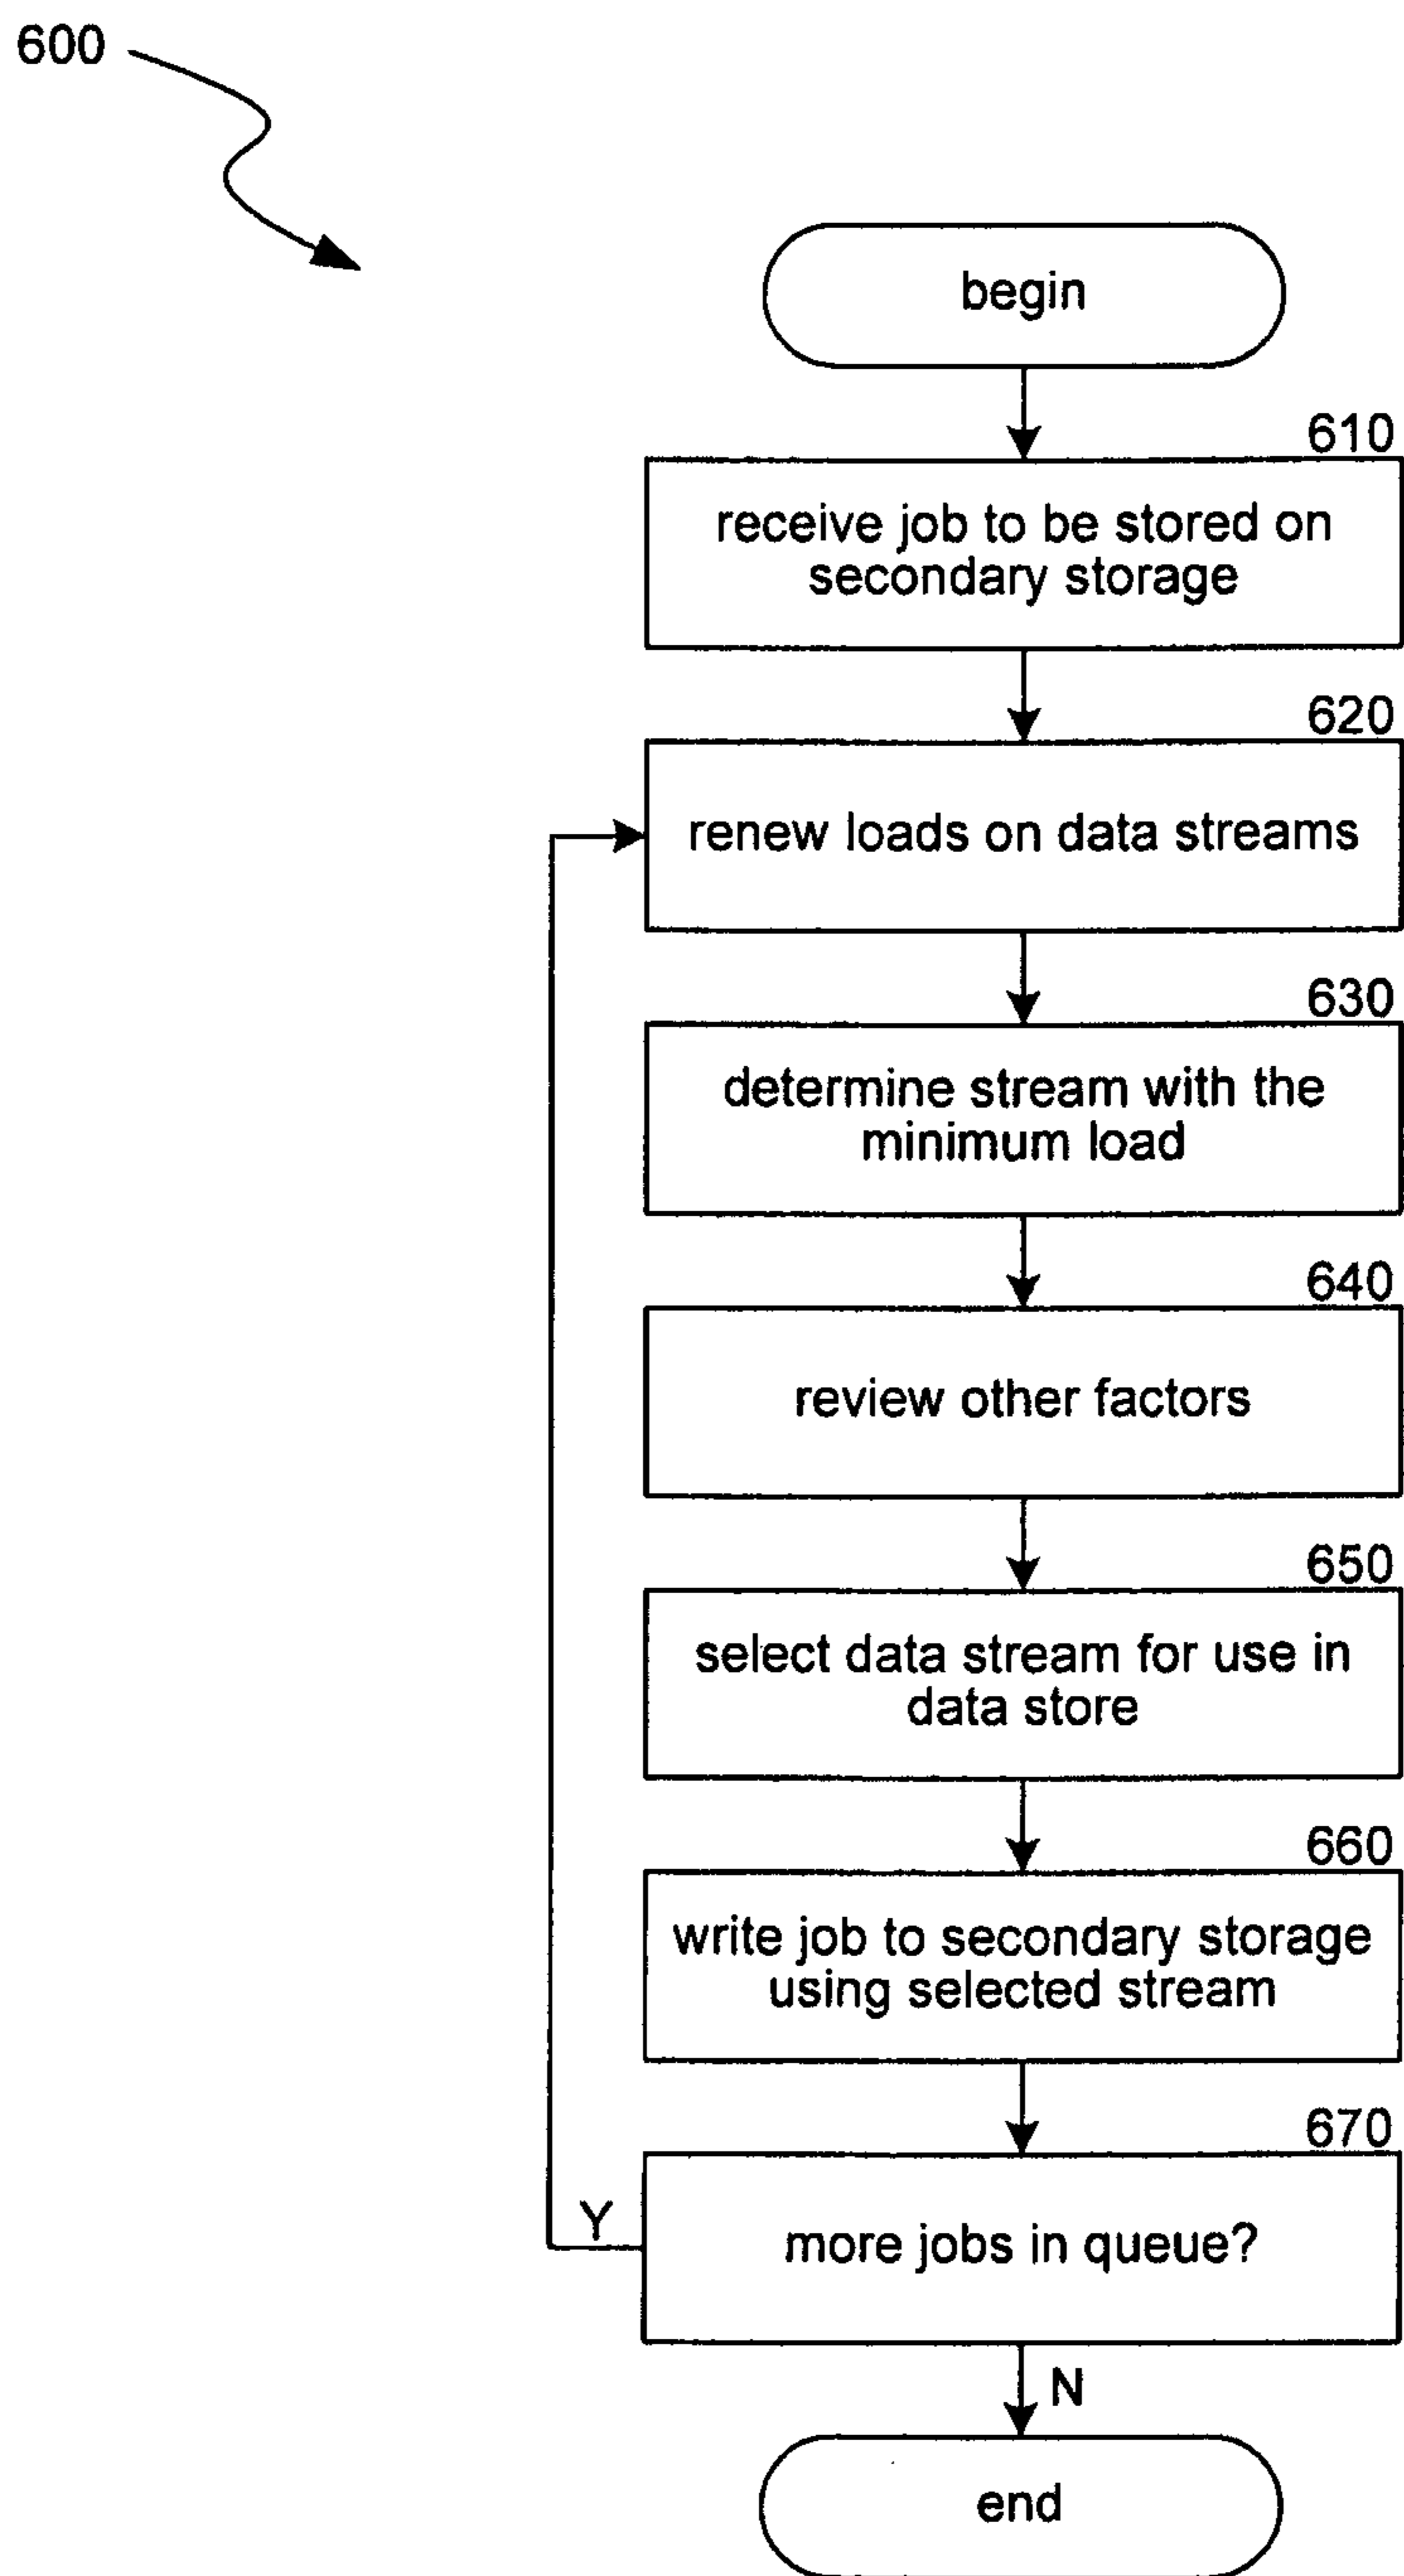 600
begin
610
receive job to be stored on
secondary storage
620
renew loads on data streams
630
determine stream with the
minimum load
640
review other factors
650
select data stream for use in
data store
660
write job to secondary storage
using selected stream
670
more jobs in queue?
Y
N
end